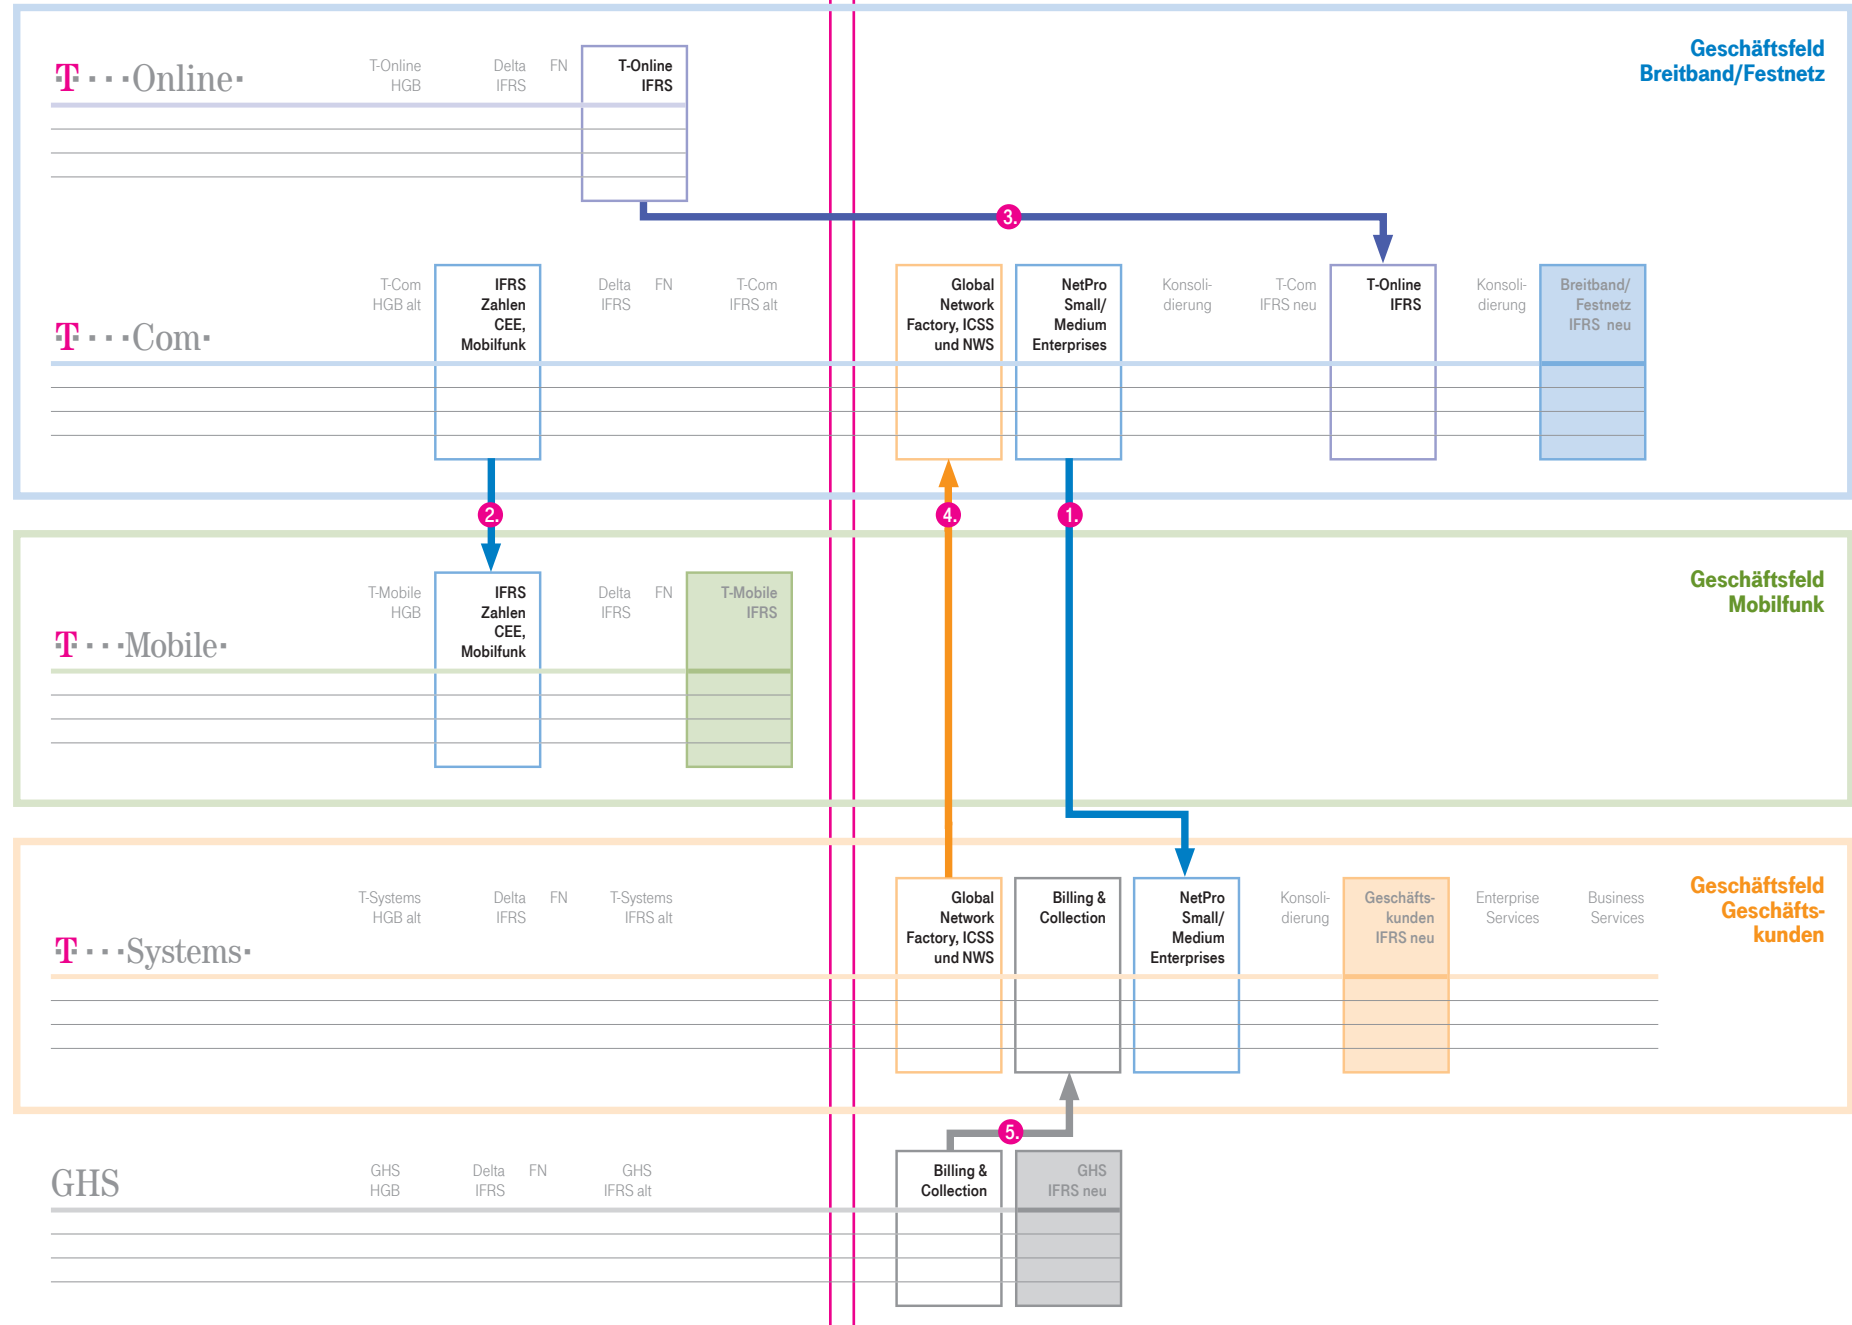 Geschäftsfeld
Breitband/Festnetz
T···Online·
T-Online
HGB
Delta
IFRS
FN
T-Online
IFRS
3.
T···Com·
T-Com
HGB alt
IFRS
Zahlen
CEE,
Mobilfunk
Delta
IFRS
FN
T-Com
IFRS alt
Global
Network
Factory, ICSS
und NWS
NetPro
Small/
Medium
Enterprises
Konsoli-
dierung
T-Com
IFRS neu
T-Online
IFRS
Konsoli-
dierung
Breitband/
Festnetz
IFRS neu
2.
4.
1.
Geschäftsfeld
Mobilfunk
T···Mobile·
T-Mobile
HGB
IFRS
Zahlen
CEE,
Mobilfunk
Delta
IFRS
FN
T-Mobile
IFRS
Geschäftsfeld
Geschäfts-
kunden
T···Systems·
T-Systems
HGB alt
Delta
IFRS
FN
T-Systems
IFRS alt
Global
Network
Factory, ICSS
und NWS
Billing &
Collection
NetPro
Small/
Medium
Enterprises
Konsoli-
dierung
Geschäfts-
kunden
IFRS neu
Enterprise
Services
Business
Services
5.
GHS
GHS
HGB
Delta
IFRS
FN
GHS
IFRS alt
Billing &
Collection
GHS
IFRS neu